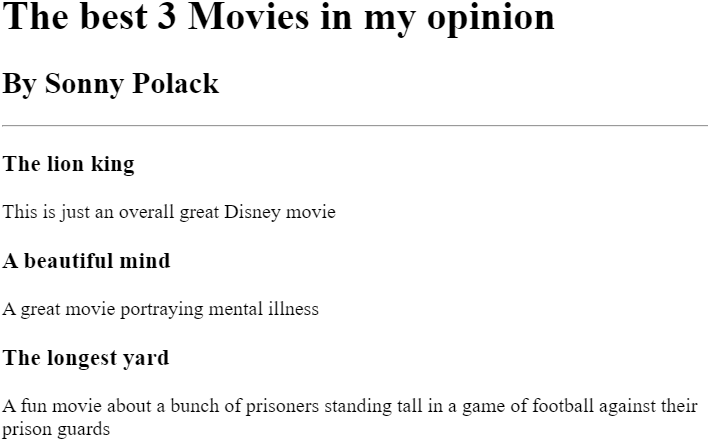 The best 3 Movies in my opinion
By Sonny Polack
The lion king
This is just an overall great Disney movie
A beautiful mind
A great movie portraying mental illness
The longest yard
A fun movie about a bunch of prisoners standing tall in a game of football against their
prison guards